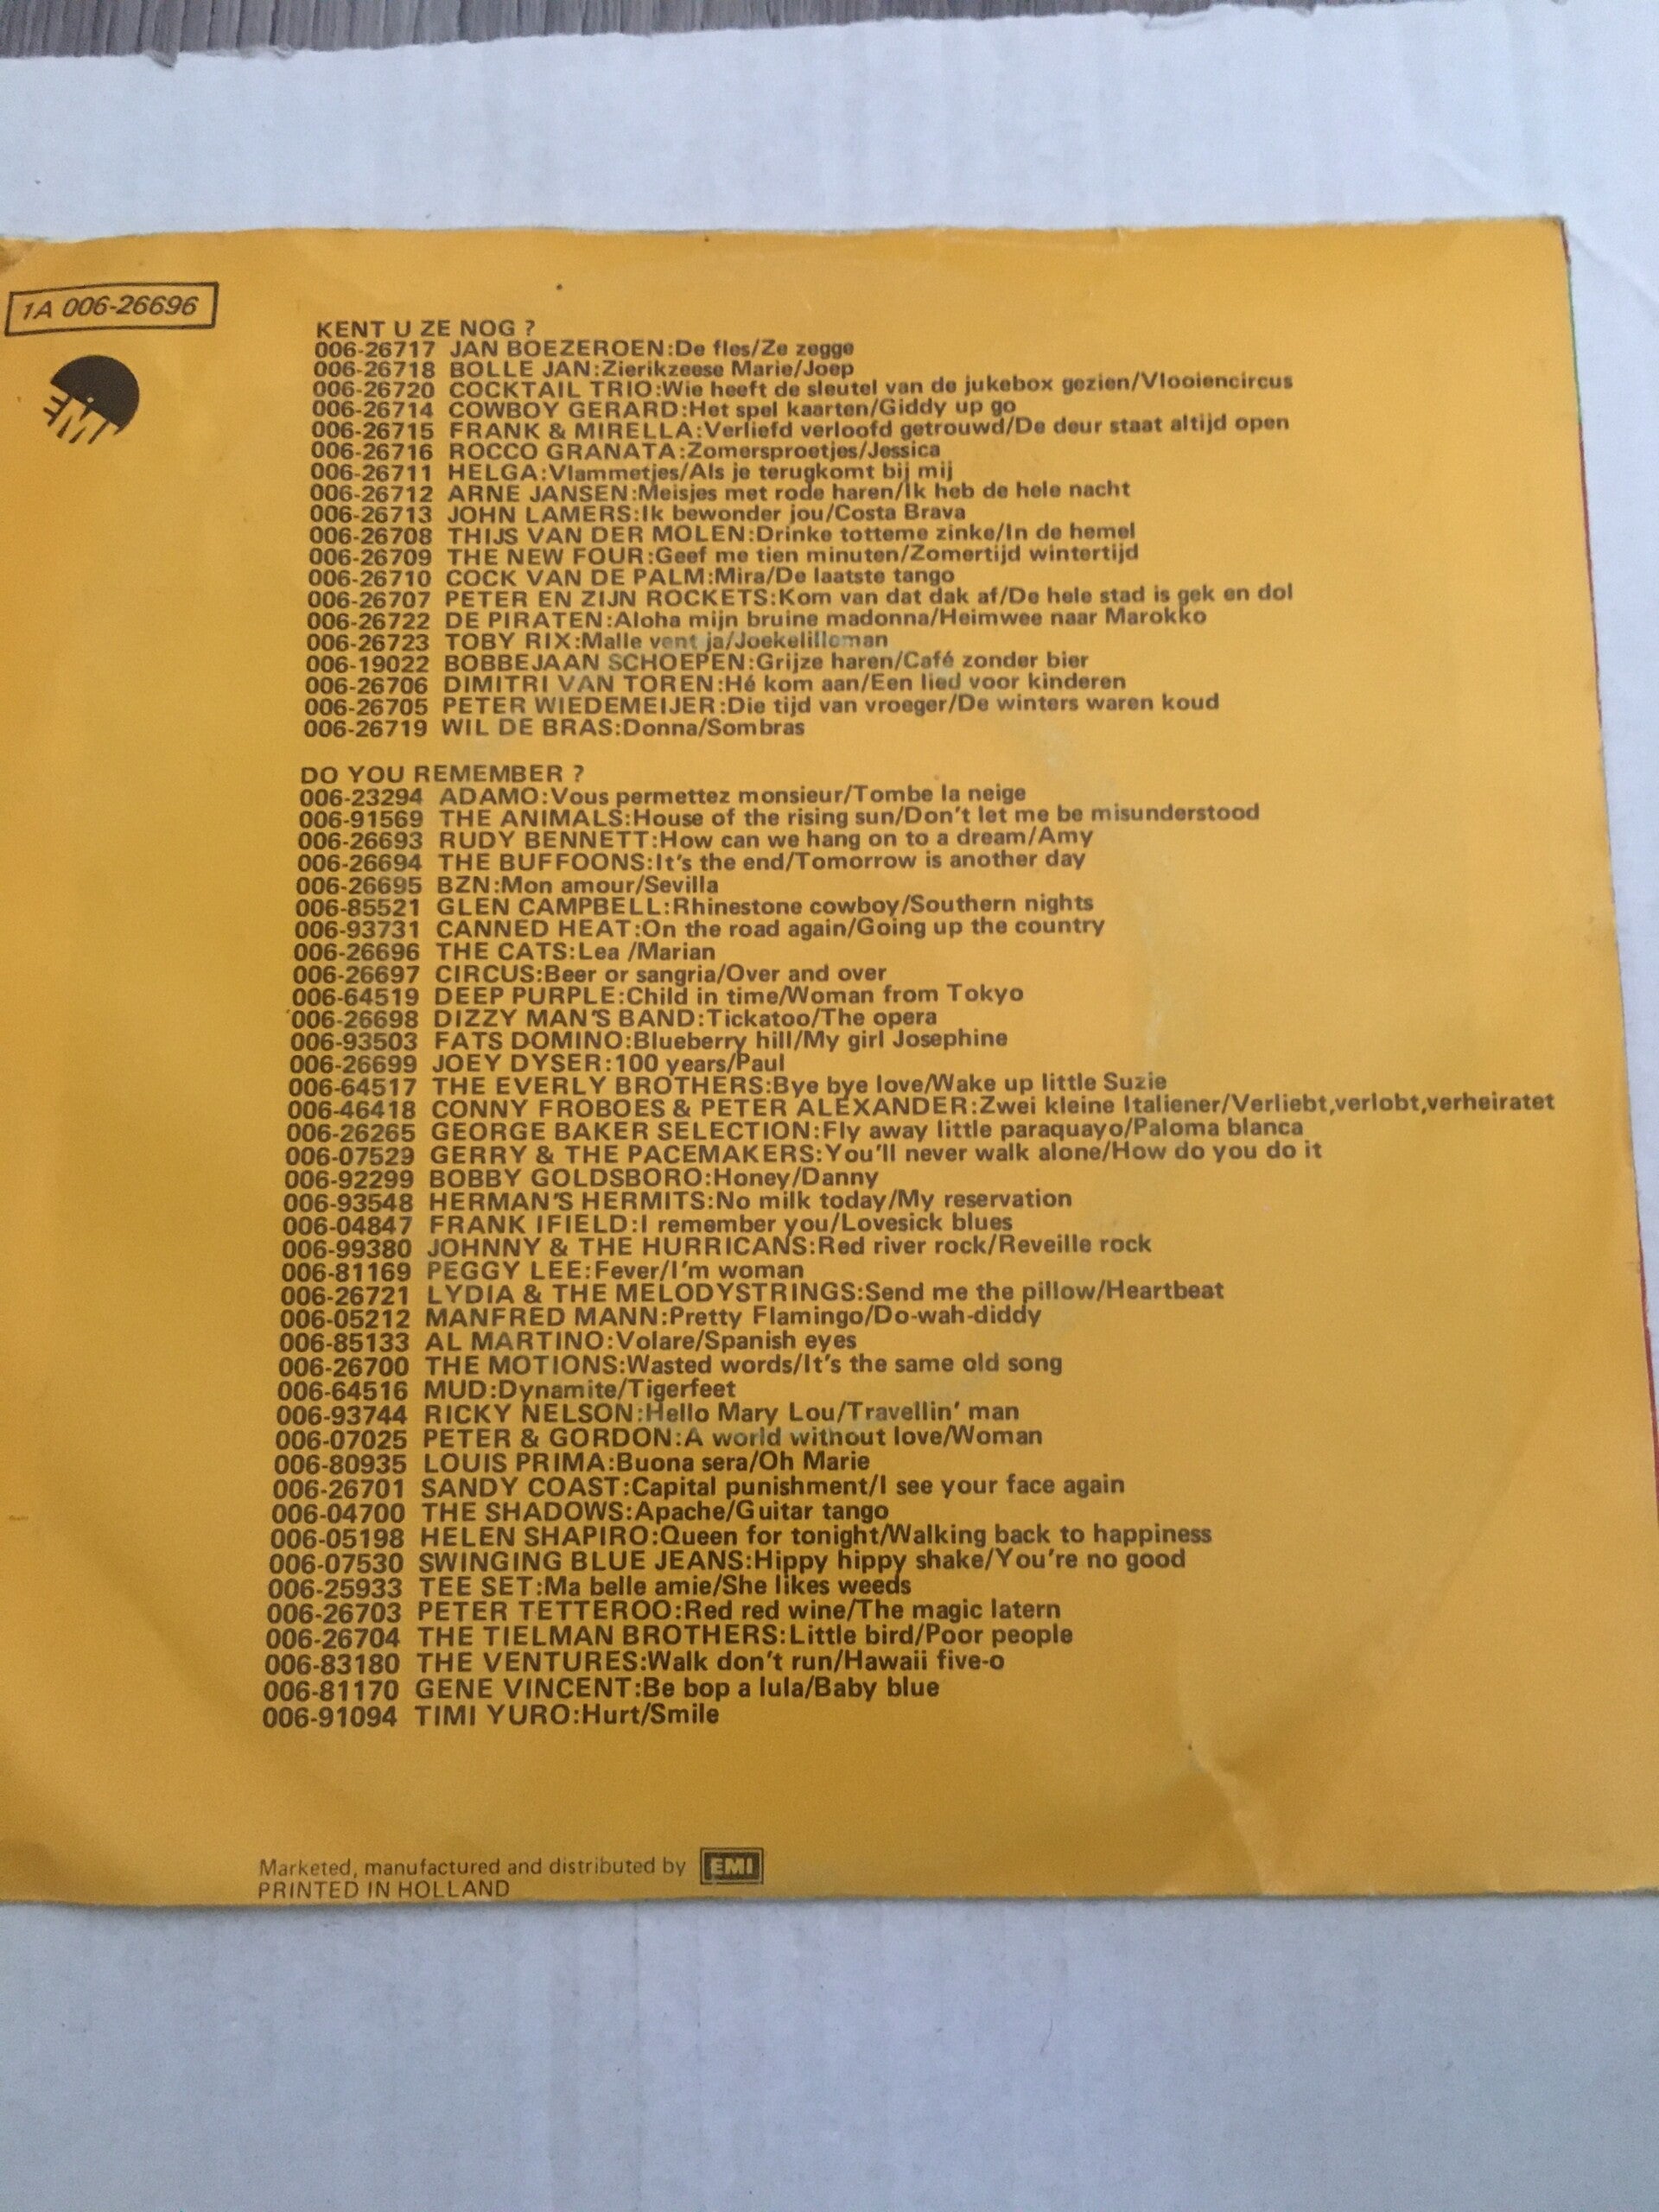 1A 006-26696
EMI
KENT U ZE NOG ?
006-26717 JAN BOEZEROEN:De fles/Ze zegge
006-26718 BOLLE JAN:Zierikzeese Marie/Joep
006-26720 COCKTAIL TRIO:Wie heeft de sleutel van de jukebox gezien/Vlooiencircus
006-26714 COWBOY GERARD:Het spel kaarten/Giddy up go
006-26715 FRANK & MIRELLA:Verliefd verloofd getrouwd/De deur staat altijd open
006-26716 ROCCO GRANATA:Zomersproetjes/Jessica
006-26711 HELGA:Vlammetjes/Als je terugkomt bij mij
006-26712 ARNE JANSEN:Meisjes met rode haren/Ik heb de hele nacht
006-26713 JOHN LAMERS:Ik bewonder jou/Costa Brava
006-26708 THIJS VAN DER MOLEN:Drinke totteme zinke/In de hemel
006-26709 THE NEW FOUR:Geef me tien minuten/Zomertijd wintertijd
006-26710 COCK VAN DE PALM:Mira/De laatste tango
006-26707 PETER EN ZIJN ROCKETS:Kom van dat dak af/De hele stad is gek en dol
006-26722 DE PIRATEN:Aloha mijn bruine madonna/Heimwee naar Marokko
006-26723 TOBY RIX:Malle vent ja/Joekelilleman
006-19022 BOBBEJAAN SCHOEPEN:Grijze haren/Café zonder bier
006-26706 DIMITRI VAN TOREN:Hé kom aan/Een lied voor kinderen
006-26705 PETER WIEDEMEIJER:Die tijd van vroeger/De winters waren koud
006-26719 WIL DE BRAS:Donna/Sombras
DO YOU REMEMBER ?
006-23294 ADAMO:Vous permettez monsieur/Tombe la neige
006-91569 THE ANIMALS:House of the rising sun/Don't let me be misunderstood
006-26693 RUDY BENNETT:How can we hang on to a dream/Amy
006-26694 THE BUFFOONS:It's the end/Tomorrow is another day
006-26695 BZN:Mon amour/Sevilla
006-85521 GLEN CAMPBELL:Rhinestone cowboy/Southern nights
006-93731 CANNED HEAT:On the road again/Going up the country
006-26696 THE CATS:Lea /Marian
006-26697 CIRCUS:Beer or sangria/Over and over
006-64519 DEEP PURPLE:Child in time/Woman from Tokyo
006-26698 DIZZY MAN'S BAND:Tickatoo/The opera
006-93503 FATS DOMINO:Blueberry hill/My girl Josephine
006-26699 JOEY DYSER:100 years/Paul
006-64517 THE EVERLY BROTHERS:Bye bye love/Wake up little Suzie
006-46418 CONNY FROBOES & PETER ALEXANDER:Zwei kleine Italiener/Verliebt,verlobt,verheiratet
006-26265 GEORGE BAKER SELECTION:Fly away little paraquayo/Paloma blanca
006-07529 GERRY & THE PACEMAKERS:You'll never walk alone/How do you do it
006-92299 BOBBY GOLDSBORO:Honey/Danny
006-93548 HERMAN'S HERMITS:No milk today/My reservation
006-04847 FRANK IFIELD:I remember you/Lovesick blues
006-99380 JOHNNY & THE HURRICANS:Red river rock/Reveille rock
006-81169 PEGGY LEE:Fever/I'm woman
006-26721 LYDIA & THE MELODYSTRINGS:Send me the pillow/Heartbeat
006-05212 MANFRED MANN:Pretty Flamingo/Do-wah-diddy
006-85133 AL MARTINO:Volare/Spanish eyes
006-26700 THE MOTIONS:Wasted words/It's the same old song
006-64516 MUD:Dynamite/Tigerfeet
006-93744 RICKY NELSON:Hello Mary Lou/Travellin' man
006-07025 PETER & GORDON:A world without love/Woman
006-80935 LOUIS PRIMA:Buona sera/Oh Marie
006-26701 SANDY COAST:Capital punishment/I see your face again
006-04700 THE SHADOWS:Apache/Guitar tango
006-05198 HELEN SHAPIRO:Queen for tonight/Walking back to happiness
006-07530 SWINGING BLUE JEANS:Hippy hippy shake/You're no good
006-25933 TEE SET:Ma belle amie/She likes weeds
006-26703 PETER TETTEROO:Red red wine/The magic latern
006-26704 THE TIELMAN BROTHERS:Little bird/Poor people
006-83180 THE VENTURES:Walk don't run/Hawaii five-o
006-81170 GENE VINCENT:Be bop a lula/Baby blue
006-91094 TIMI YURO:Hurt/Smile
Marketed, manufactured and distributed by EMI
PRINTED IN HOLLAND